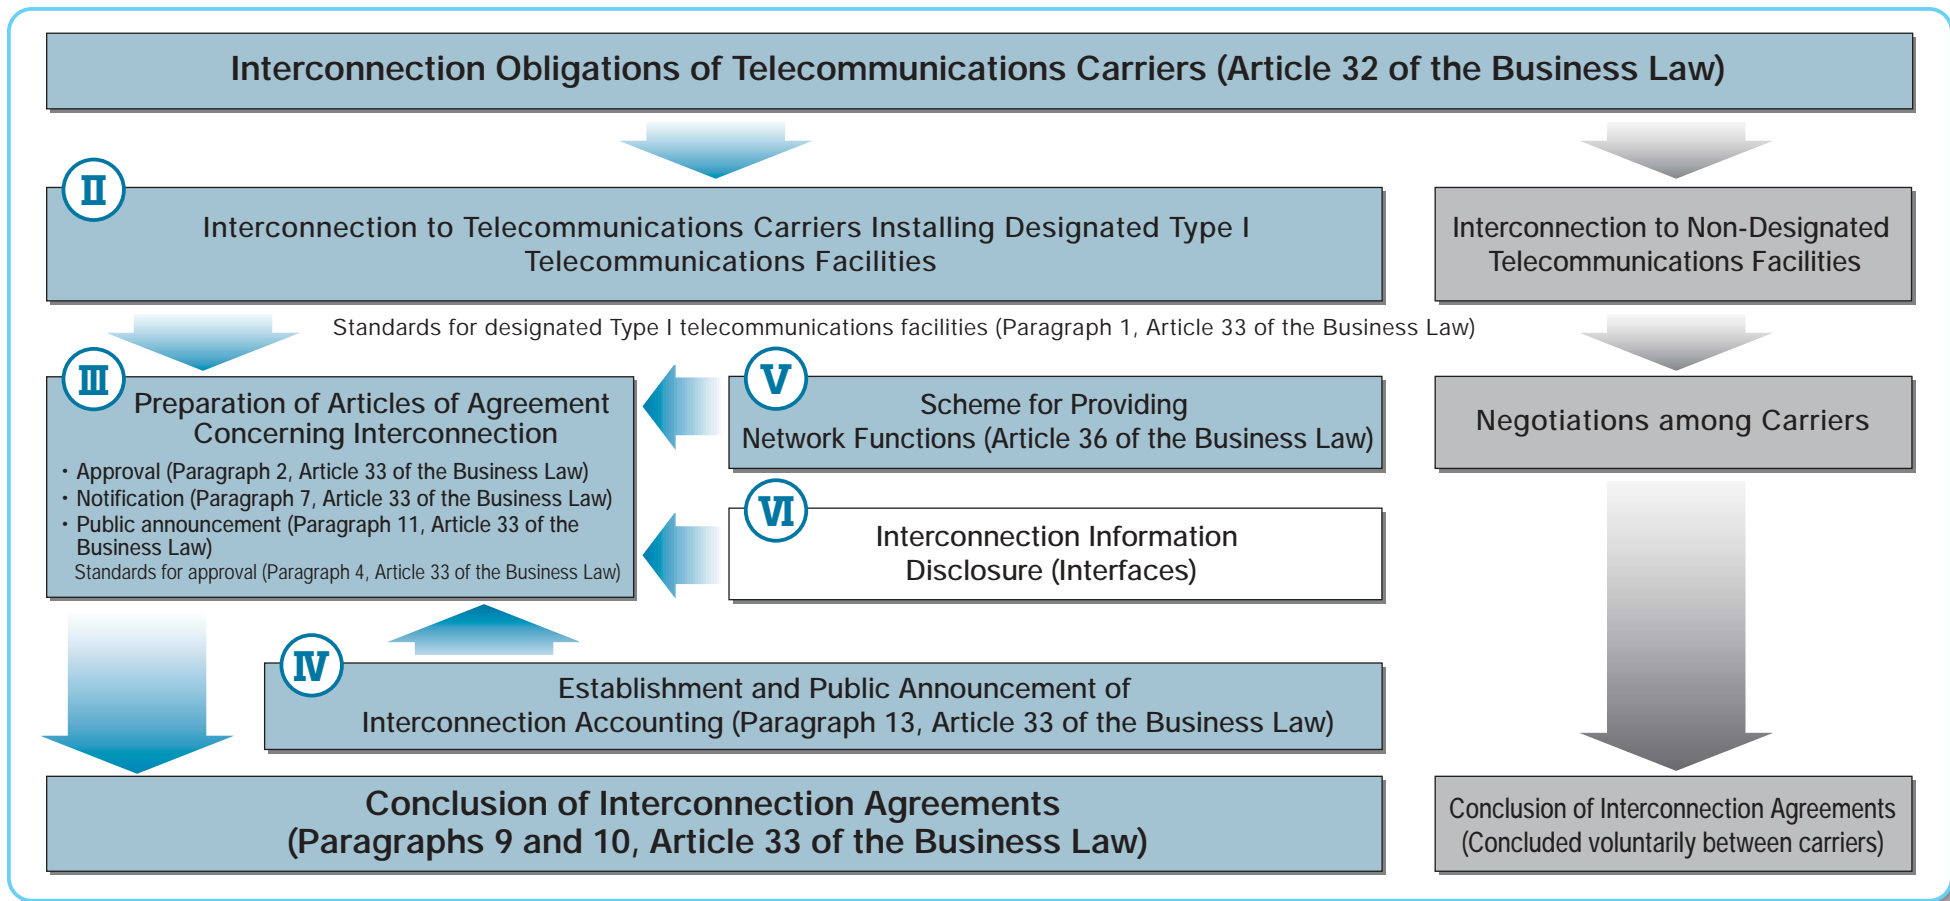 Interconnection Obligations of Telecommunications Carriers (Article 32 of the Business Law)
II
Interconnection to Telecommunications Carriers Installing Designated Type I
Telecommunications Facilities
Interconnection to Non-Designated
Telecommunications Facilities
Standards for designated Type I telecommunications facilities (Paragraph 1, Article 33 of the Business Law)
III
Preparation of Articles of Agreement
Concerning Interconnection
・Approval (Paragraph 2, Article 33 of the Business Law)
・Notification (Paragraph 7, Article 33 of the Business Law)
・Public announcement (Paragraph 11, Article 33 of the
Business Law)
Standards for approval (Paragraph 4, Article 33 of the Business Law)
V
Scheme for Providing
Network Functions (Article 36 of the Business Law)
Negotiations among Carriers
VI
Interconnection Information
Disclosure (Interfaces)
IV
Establishment and Public Announcement of
Interconnection Accounting (Paragraph 13, Article 33 of the Business Law)
Conclusion of Interconnection Agreements
(Paragraphs 9 and 10, Article 33 of the Business Law)
Conclusion of Interconnection Agreements
(Concluded voluntarily between carriers)